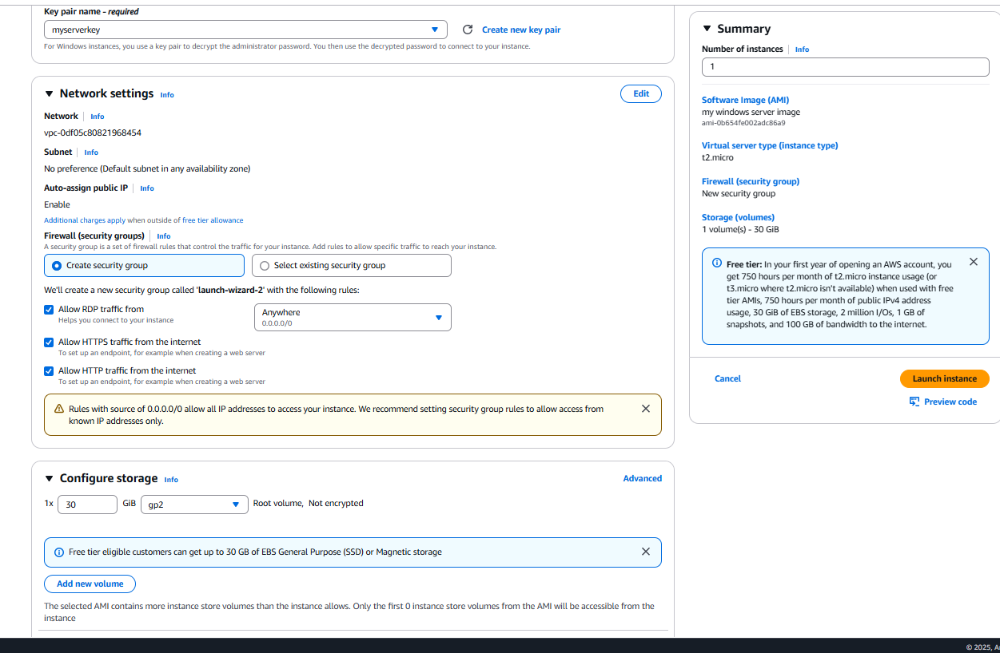 Key pair name - required
myserverkey
Create new key pair
For Windows instances, you use a key pair to decrypt the administrator password. You then use the decrypted password to connect to your instance.
Network settings Info
Edit
Network Info
vpc-0df05c80821968454
Subnet Info
No preference (Default subnet in any availability zone)
Auto-assign public IP Info
Enable
Additional charges apply when outside of free tier allowance
Firewall (security groups) Info
A security group is a set of firewall rules that control the traffic for your instance. Add rules to allow specific traffic to reach your instance.
Create security group
Select existing security group
We'll create a new security group called 'launch-wizard-2' with the following rules:
Allow RDP traffic from
Helps you connect to your instance
Anywhere
0.0.0.0/0
Allow HTTPS traffic from the internet
To set up an endpoint, for example when creating a web server
Allow HTTP traffic from the internet
To set up an endpoint, for example when creating a web server
Rules with source of 0.0.0.0/0 allow all IP addresses to access your instance. We recommend setting security group rules to allow access from
known IP addresses only.
Configure storage Info
Advanced
1x 30 GiB gp2 Root volume, Not encrypted
Free tier eligible customers can get up to 30 GB of EBS General Purpose (SSD) or Magnetic storage
Add new volume
The selected AMI contains more instance store volumes than the instance allows. Only the first 0 instance store volumes from the AMI will be accessible from the
instance
Summary
Number of instances Info
1
Software Image (AMI)
my windows server image
ami-0b654fe002adc86a9
Virtual server type (instance type)
t2.micro
Firewall (security group)
New security group
Storage (volumes)
1 volume(s) - 30 GiB
Free tier: In your first year of opening an AWS account, you
get 750 hours per month of t2.micro instance usage (or
t3.micro where t2.micro isn't available) when used with free
tier AMIs, 750 hours per month of public IPv4 address
usage, 30 GiB of EBS storage, 2 million I/Os, 1 GB of
snapshots, and 100 GB of bandwidth to the internet.
Cancel
Launch instance
Preview code
© 2025,